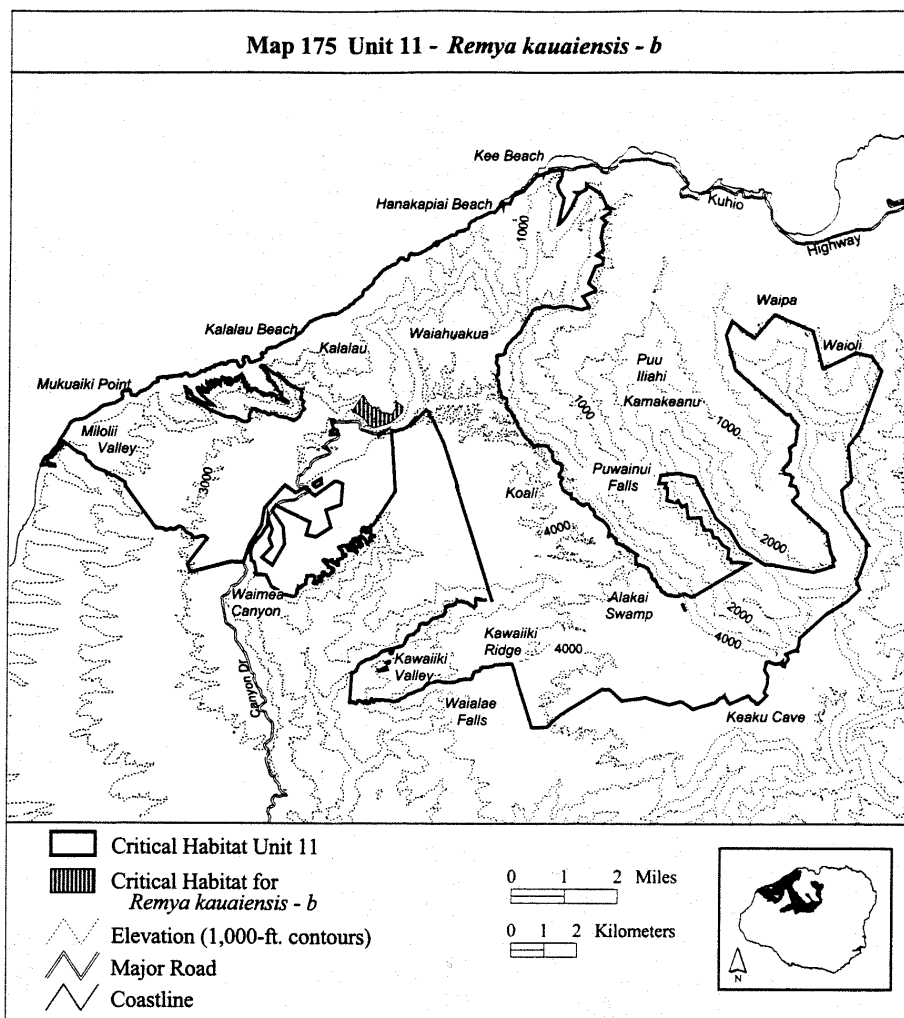 Map 175 Unit 11 - Remya kauaiensis - b
Kee Beach
Hanakapiai Beach
Kuhio
Highway
1000
Kalalau Beach
Kalalau
Waiahuakua
Waipa
Waioli
Mukuaiki Point
Puu
Iliahi
Kamakeanu
1000
1000
Milolii
Valley
3000
Koali
Puwainui
Falls
4000
2000
Waimea
Canyon
Alakai
Swamp
2000
4000
Kawaiiki
Ridge
4000
Kawaiiki
Valley
Canyon Dr
Waialae
Falls
Keaku Cave
Critical Habitat Unit 11
Critical Habitat for
Remya kauaiensis - b
Elevation (1,000-ft. contours)
Major Road
Coastline
0 1 2 Miles
0 1 2 Kilometers
N